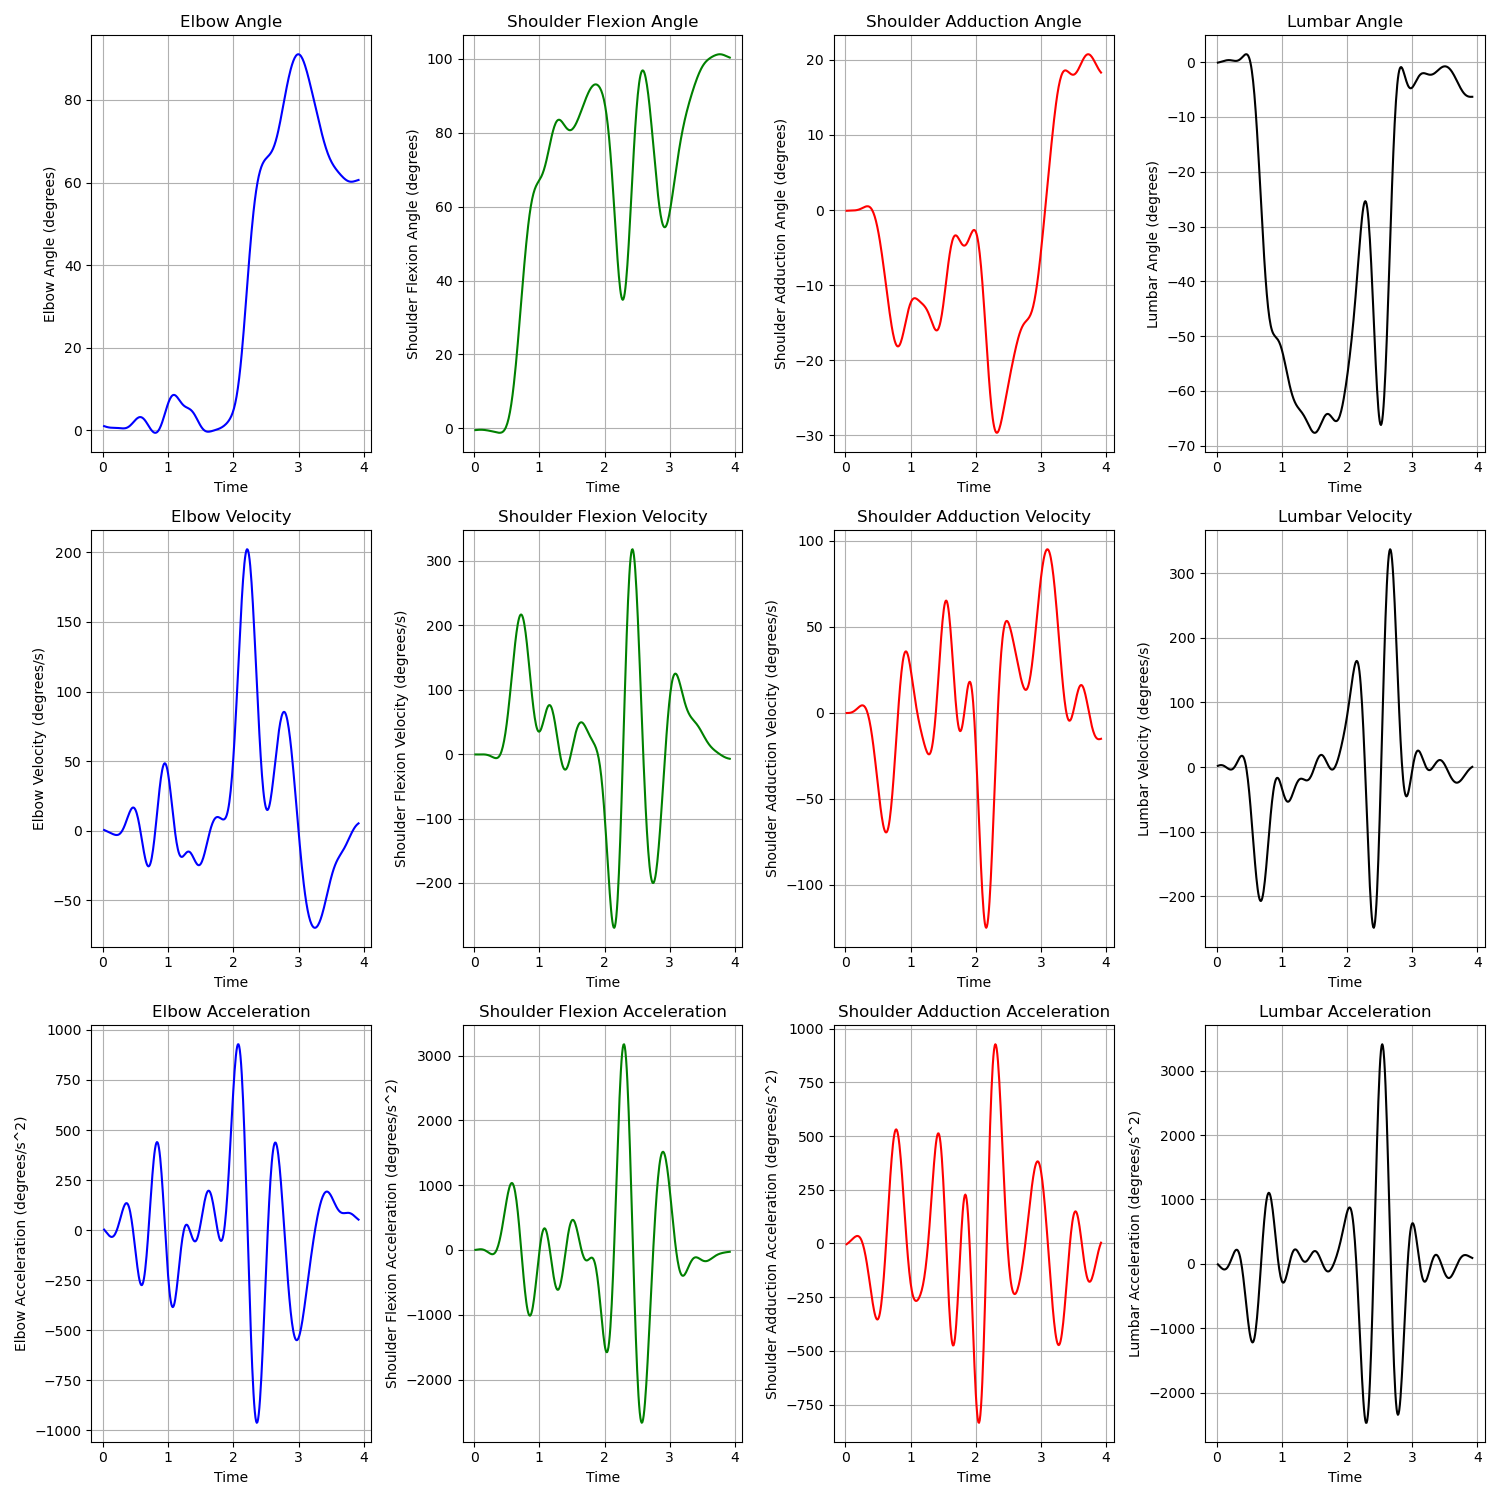 Elbow Angle
Elbow Angle (degrees)
80
60
40
20
0
0 1 2 3 4
Time
Shoulder Flexion Angle
Shoulder Flexion Angle (degrees)
100
80
60
40
20
0
0 1 2 3 4
Time
Shoulder Adduction Angle
Shoulder Adduction Angle (degrees)
20
10
0
−10
−20
−30
0 1 2 3 4
Time
Lumbar Angle
Lumbar Angle (degrees)
0
−10
−20
−30
−40
−50
−60
−70
0 1 2 3 4
Time
Elbow Velocity
Elbow Velocity (degrees/s)
200
150
100
50
0
−50
0 1 2 3 4
Time
Shoulder Flexion Velocity
Shoulder Flexion Velocity (degrees/s)
300
200
100
0
−100
−200
0 1 2 3 4
Time
Shoulder Adduction Velocity
Shoulder Adduction Velocity (degrees/s)
100
50
0
−50
−100
0 1 2 3 4
Time
Lumbar Velocity
Lumbar Velocity (degrees/s)
300
200
100
0
−100
−200
0 1 2 3 4
Time
Elbow Acceleration
Elbow Acceleration (degrees/s^2)
1000
750
500
250
0
−250
−500
−750
−1000
0 1 2 3 4
Time
Shoulder Flexion Acceleration
Shoulder Flexion Acceleration (degrees/s^2)
3000
2000
1000
0
−1000
−2000
0 1 2 3 4
Time
Shoulder Adduction Acceleration
Shoulder Adduction Acceleration (degrees/s^2)
1000
750
500
250
0
−250
−500
−750
0 1 2 3 4
Time
Lumbar Acceleration
Lumbar Acceleration (degrees/s^2)
3000
2000
1000
0
−1000
−2000
0 1 2 3 4
Time